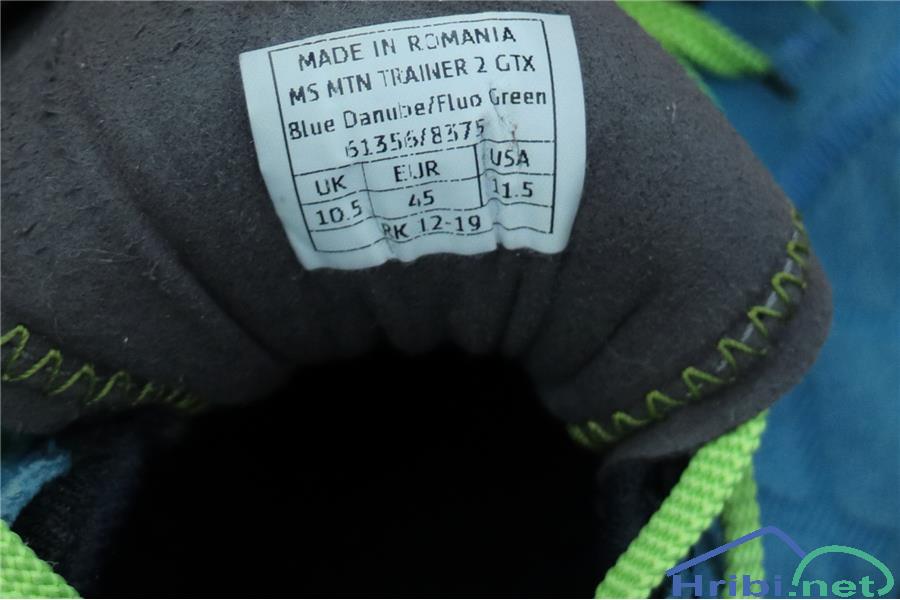 MADE IN ROMANIA
MS MTN TRAINER 2 GTX
Blue Danube/Fluo Green
61356/8375
UK EUR USA
10.5 45 11.5
RK 12-19
Hribi.net